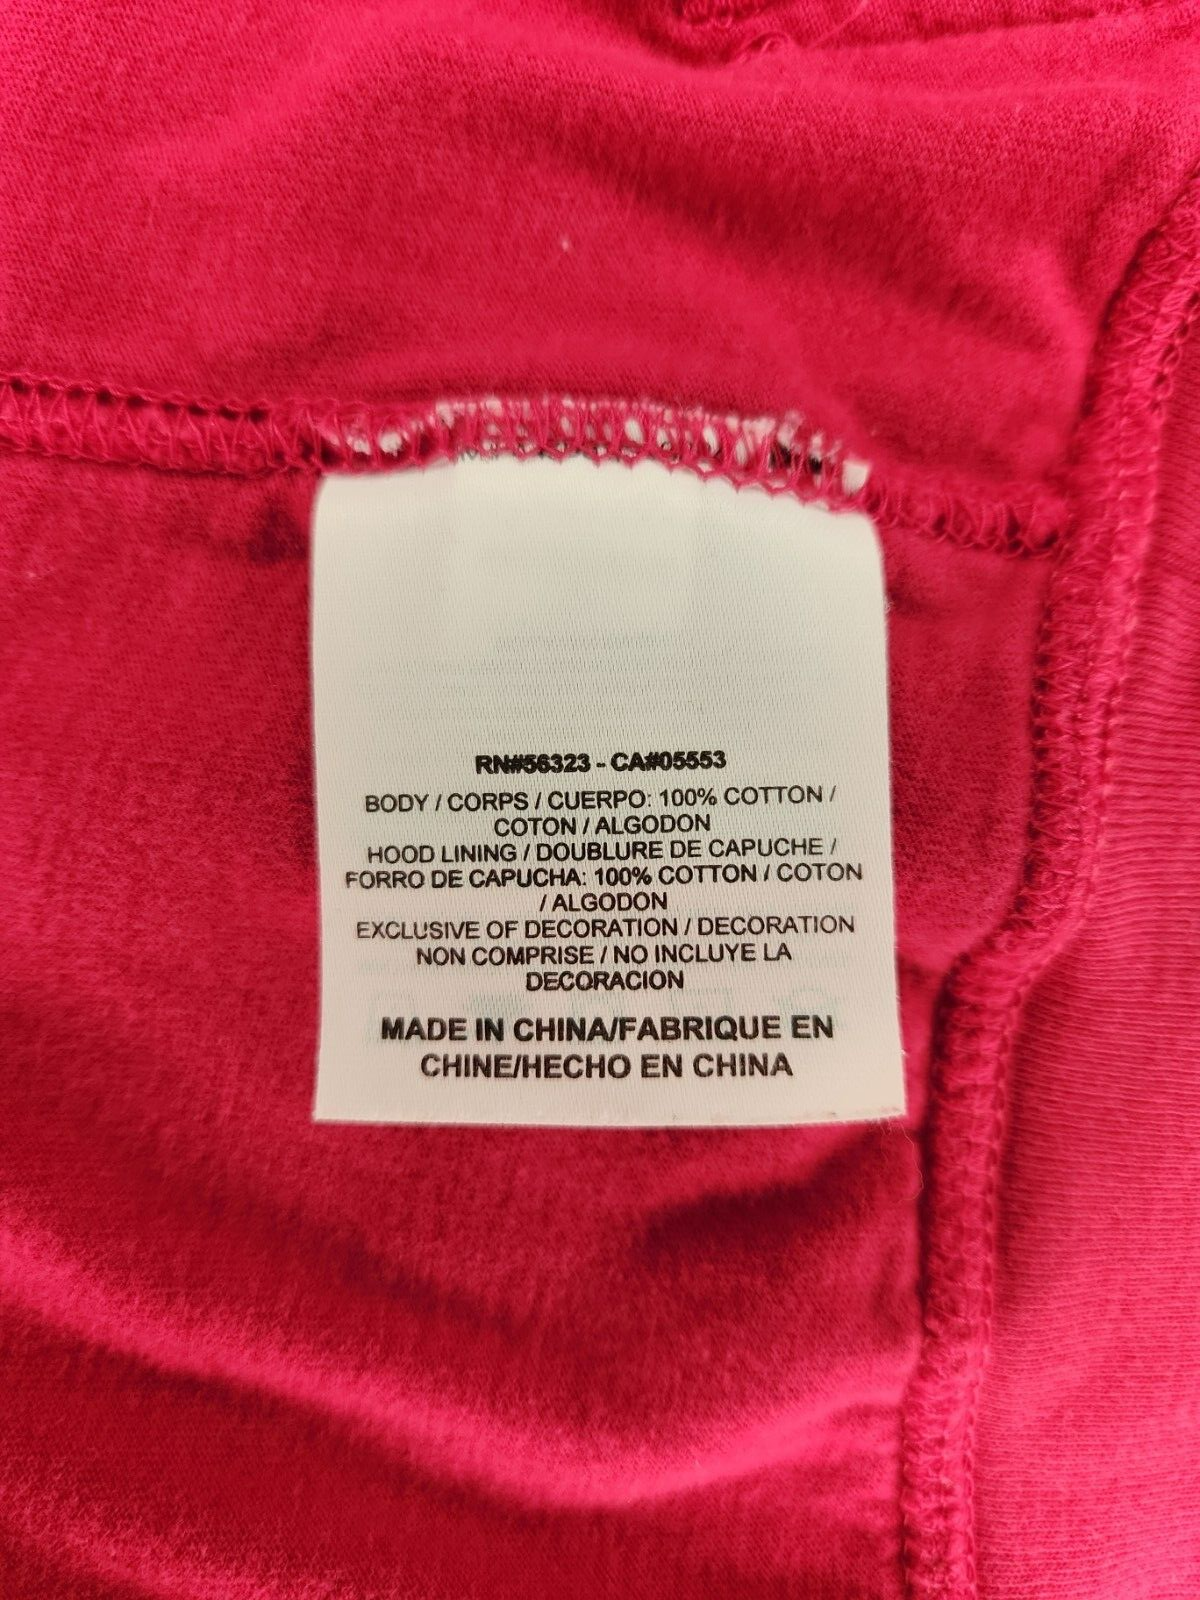 RN#56323 - CA#05553
BODY / CORPS / CUERPO: 100% COTTON /
COTON / ALGODON
HOOD LINING / DOUBLURE DE CAPUCHE /
FORRO DE CAPUCHA: 100% COTTON / COTON
/ ALGODON
EXCLUSIVE OF DECORATION / DECORATION
NON COMPRISE / NO INCLUYE LA
DECORACION
MADE IN CHINA/FABRIQUE EN
CHINE/HECHO EN CHINA